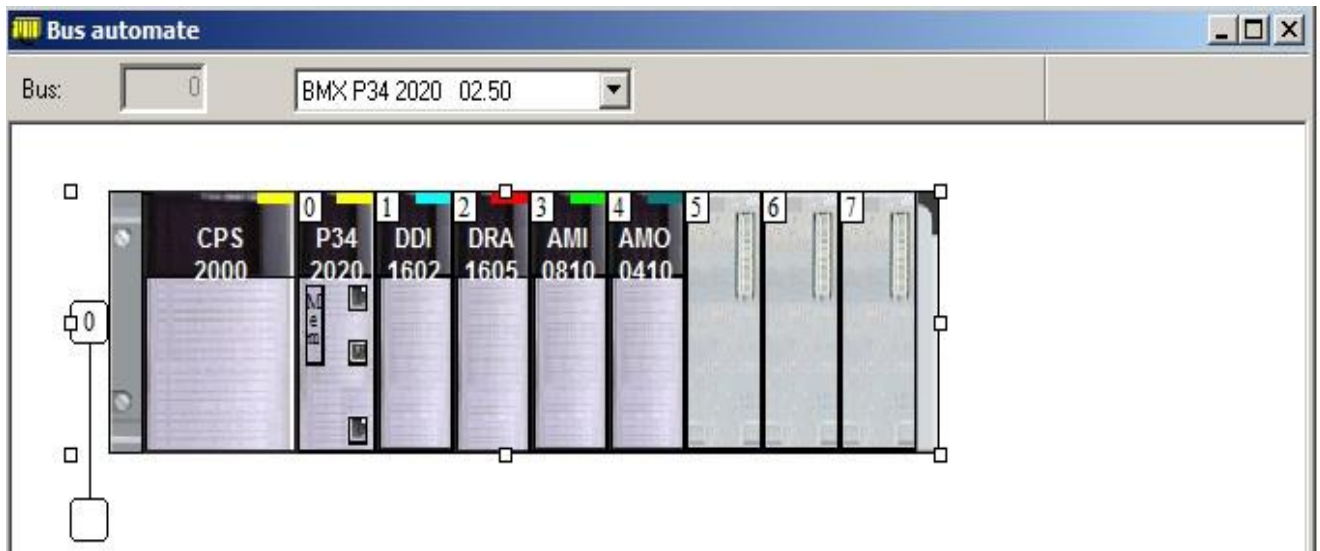 Bus automate
Bus: 0 BMX P34 2020 02.50
0 1 2 3 4 5 6 7
CPS P34 DDI DRA AMI AMO
2000 2020 1602 1605 0810 0410
Mem
0